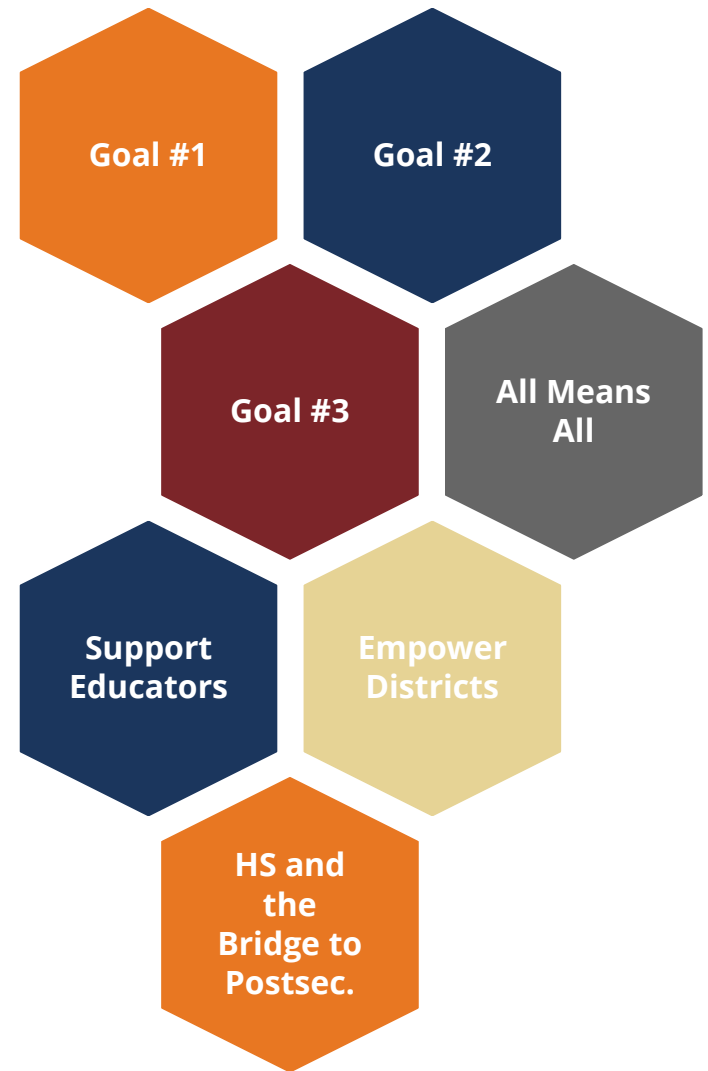 Goal #1
Goal #2
Goal #3
All Means
All
Support
Educators
Empower
Districts
HS and
the
Bridge to
Postsec.